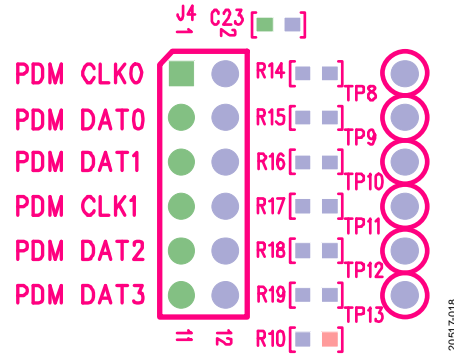 J4 C23
1 2
PDM CLK0 R14 TP8
PDM DAT0 R15 TP9
PDM DAT1 R16 TP10
PDM CLK1 R17 TP11
PDM DAT2 R18 TP12
PDM DAT3 R19 TP13
11 12 R10
20517-018